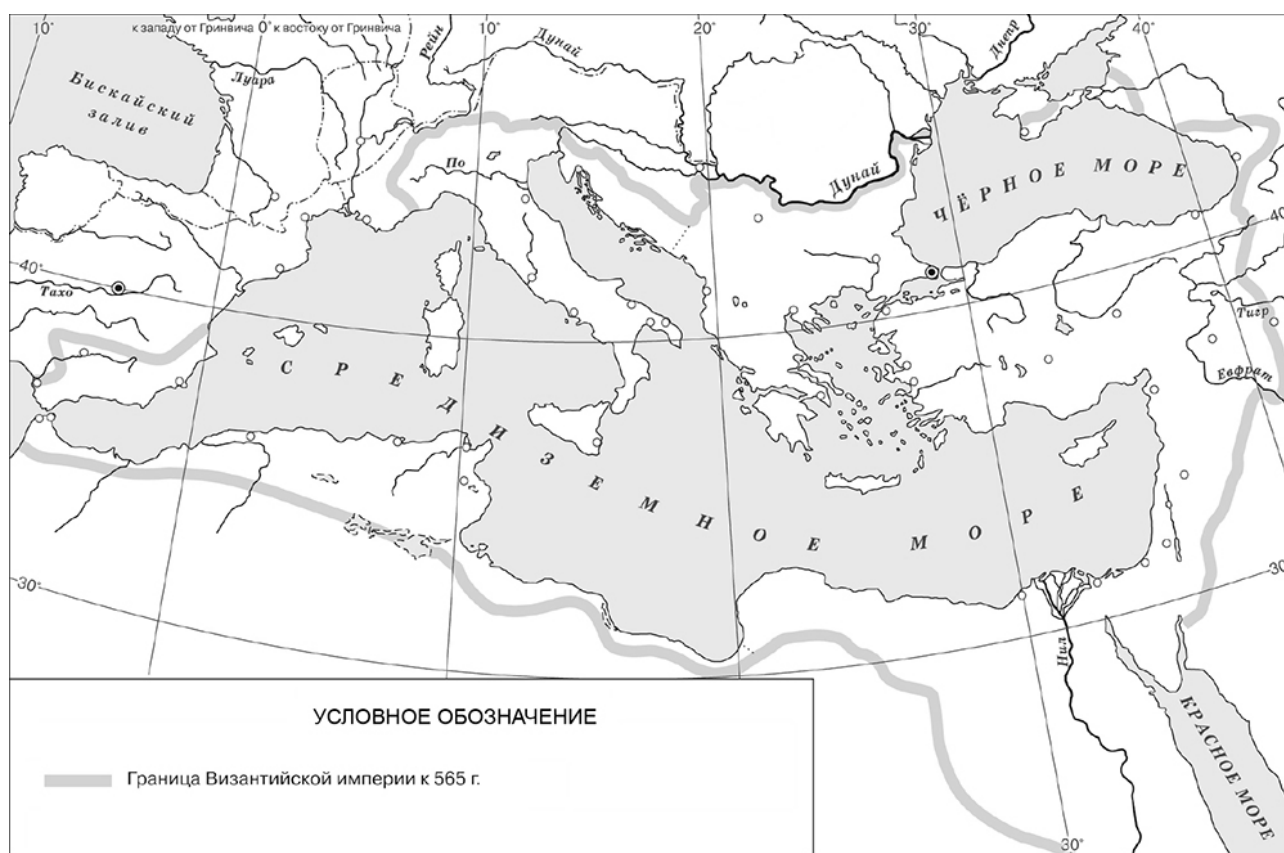 10°
к западу от Гринвича 0° к востоку от Гринвича
10°
20
30
40°
Рейн
Дунай
Днепр
Луара
Бискайский
залив
По
Дунай
ЧЁРНОЕ МОРЕ
40°
40
Тахо
Тигр
Евфрат
СРЕДИЗЕМНОЕ МОРЕ
30°
30
Нил
КРАСНОЕ МОРЕ
30°
УСЛОВНОЕ ОБОЗНАЧЕНИЕ
Граница Византийской империи к 565 г.